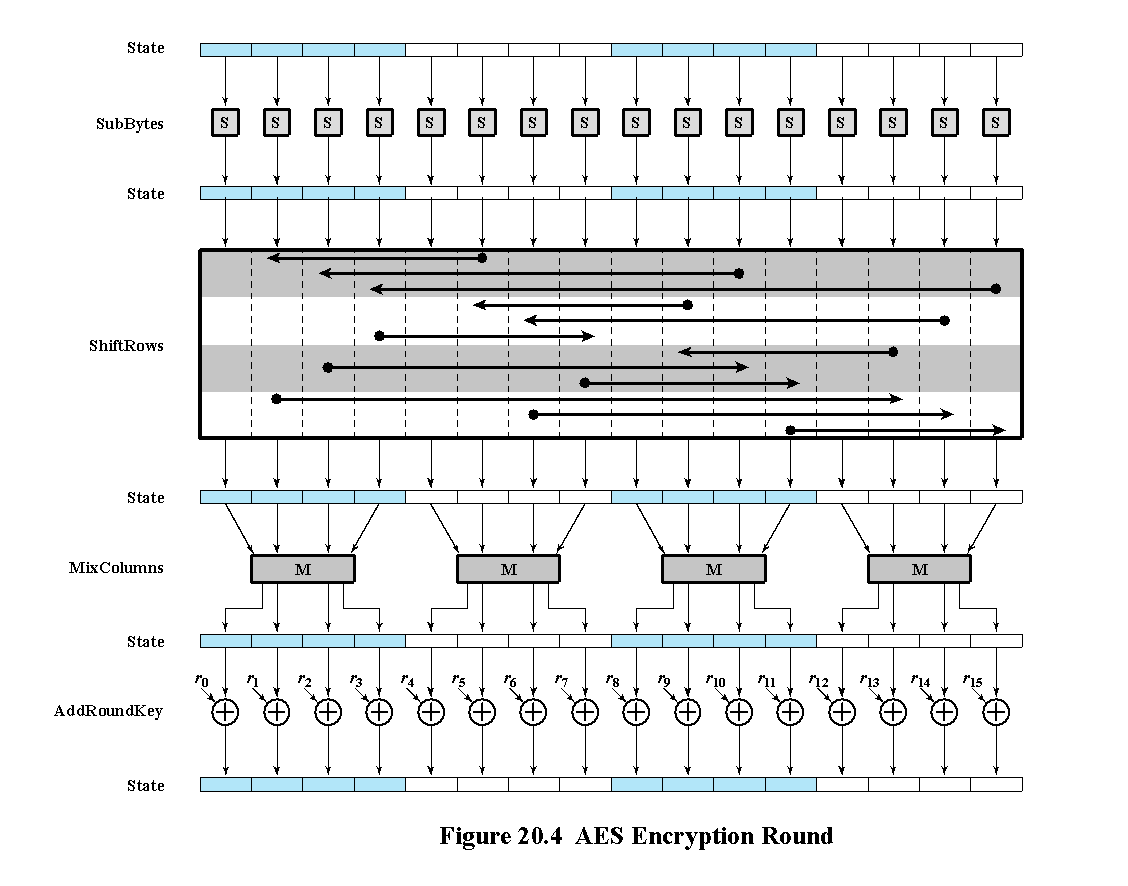 State
SubBytes
S S S S S S S S S S S S S S S S
State
ShiftRows
State
MixColumns
M M M M
State
r0 r1 r2 r3 r4 r5 r6 r7 r8 r9 r10 r11 r12 r13 r14 r15
AddRoundKey
State
Figure 20.4 AES Encryption Round